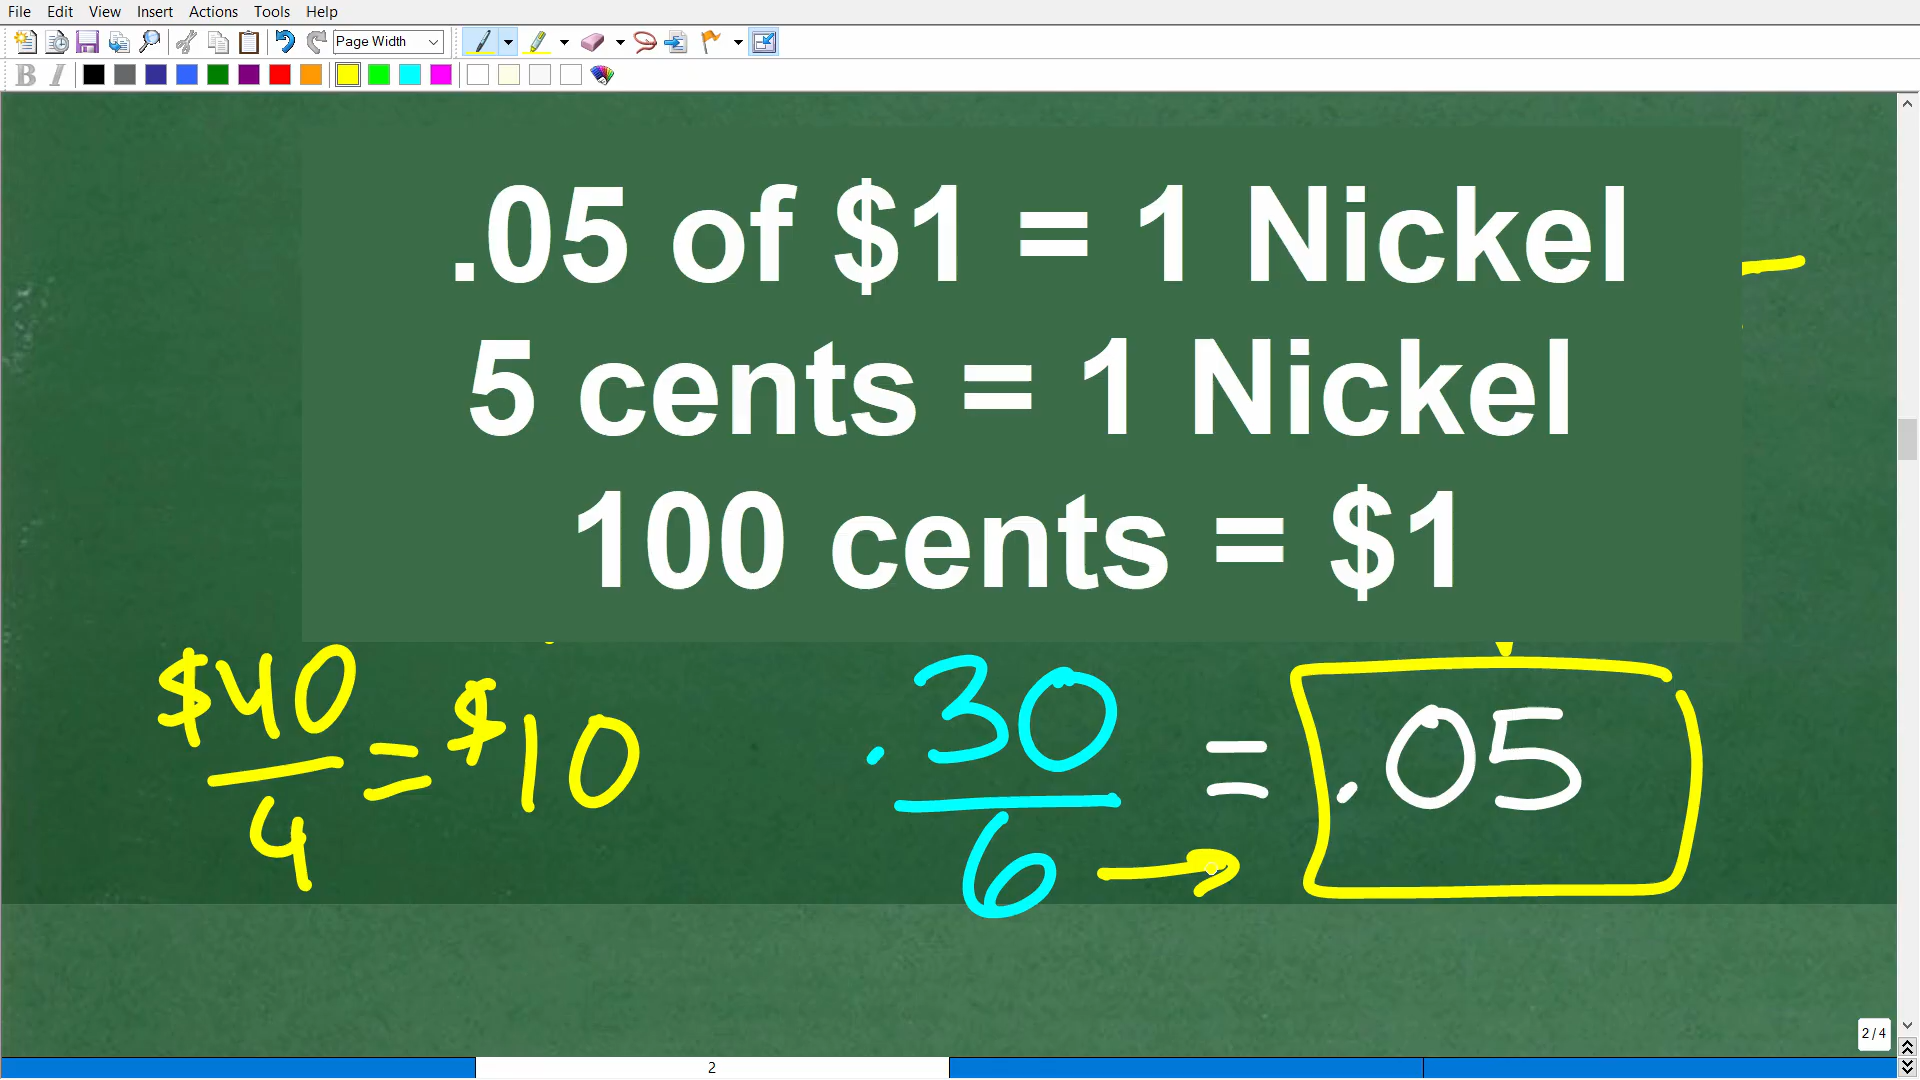 File Edit View Insert Actions Tools Help
Page Width
B I
.05 of $1 = 1 Nickel
5 cents = 1 Nickel
100 cents = $1
$40/4 = $10
.30/6 = .05
2 / 4
2